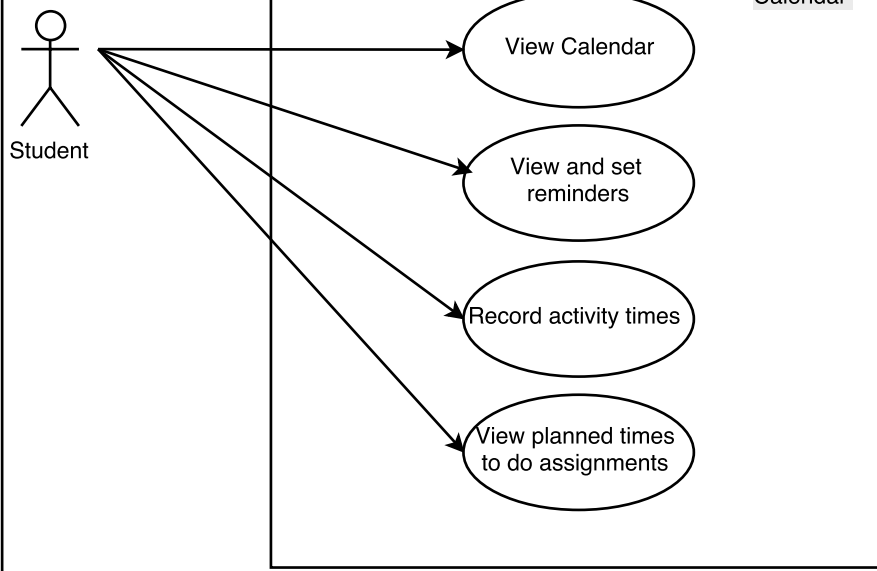 Calendar
View Calendar
View and set
reminders
Student
Record activity times
View planned times
to do assignments